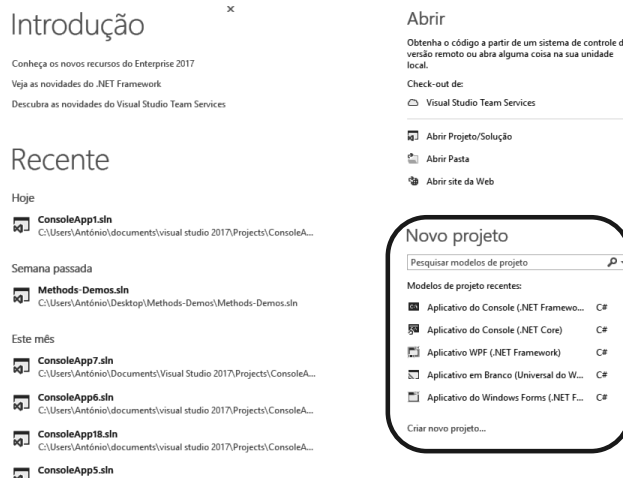 Introdução
Conheça os novos recursos do Enterprise 2017
Veja as novidades do .NET Framework
Descubra as novidades do Visual Studio Team Services
Recente
Hoje
ConsoleApp1.sln
C:\Users\António\documents\visual studio 2017\Projects\ConsoleA...
Semana passada
Methods-Demos.sln
C:\Users\António\Desktop\Methods-Demos\Methods-Demos.sln
Este mês
ConsoleApp7.sln
C:\Users\António\Documents\Visual Studio 2017\Projects\ConsoleA...
ConsoleApp6.sln
C:\Users\António\documents\visual studio 2017\Projects\ConsoleA...
ConsoleApp18.sln
C:\Users\António\documents\visual studio 2017\Projects\ConsoleA...
ConsoleApp5.sln
Abrir
Obtenha o código a partir de um sistema de controle d
versão remoto ou abra alguma coisa na sua unidade
local.
Check-out de:
Visual Studio Team Services
Abrir Projeto/Solução
Abrir Pasta
Abrir site da Web
Novo projeto
Pesquisar modelos de projeto
Modelos de projeto recentes:
Aplicativo do Console (.NET Framewo... C#
Aplicativo do Console (.NET Core) C#
Aplicativo WPF (.NET Framework) C#
Aplicativo em Branco (Universal do W... C#
Aplicativo do Windows Forms (.NET F... C#
Criar novo projeto...